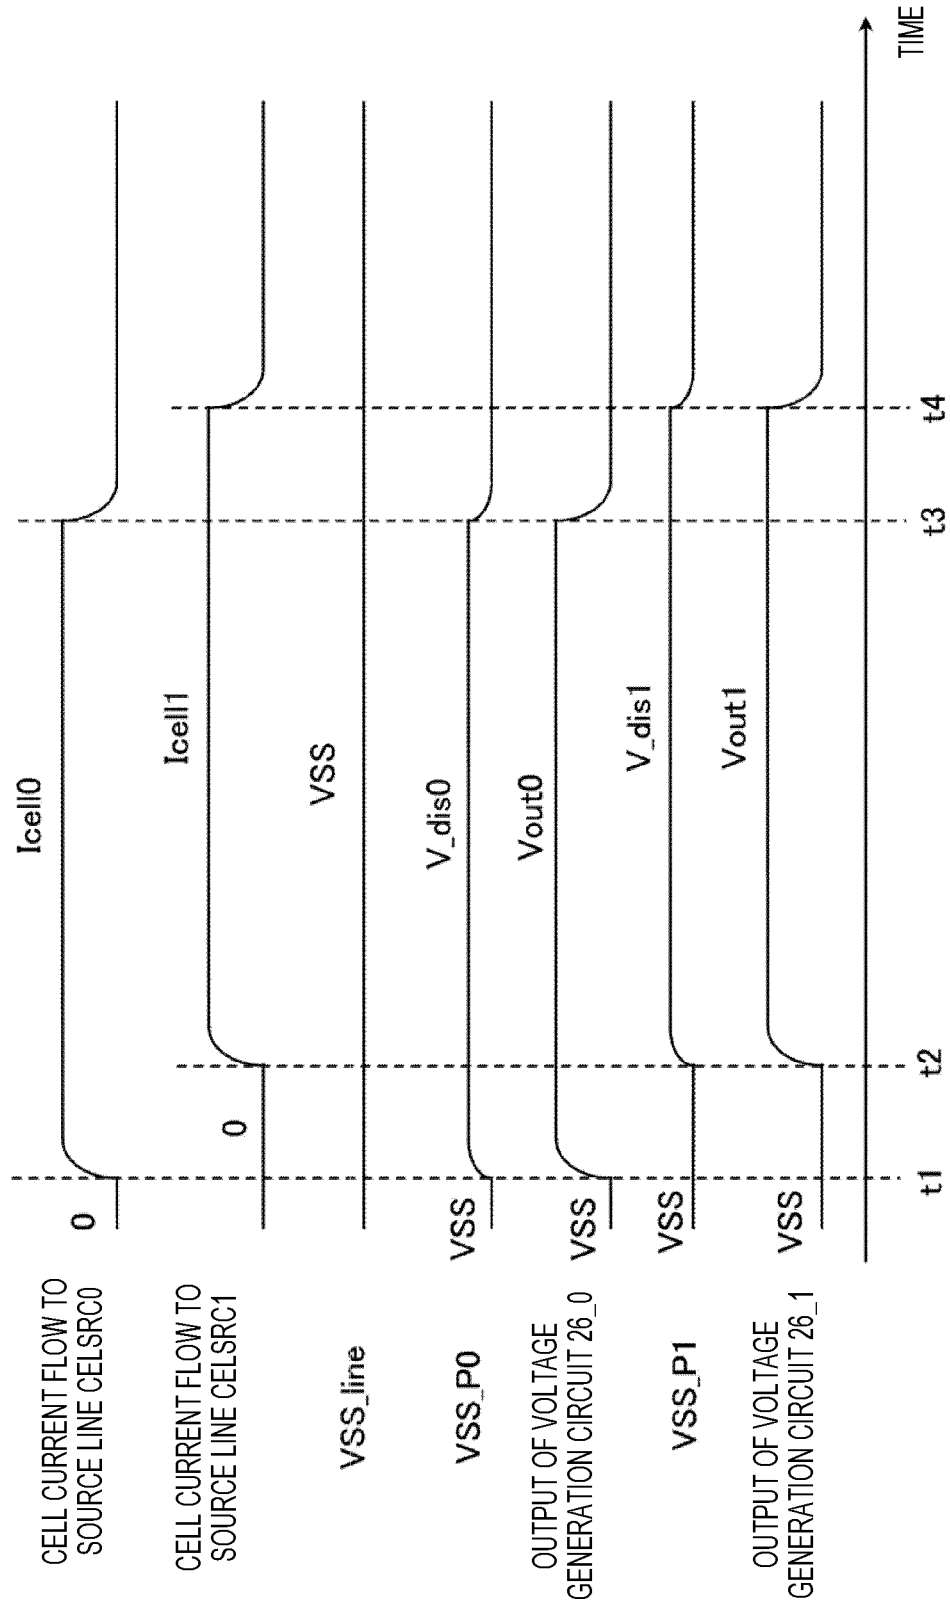 CELL CURRENT FLOW TO
SOURCE LINE CELSRC0
0
Icell0
CELL CURRENT FLOW TO
SOURCE LINE CELSRC1
0
Icell1
VSS_line
VSS
VSS_P0
VSS
V_dis0
OUTPUT OF VOLTAGE
GENERATION CIRCUIT 26_0
VSS
Vout0
VSS_P1
VSS
V_dis1
OUTPUT OF VOLTAGE
GENERATION CIRCUIT 26_1
VSS
Vout1
t1
t2
t3
t4
TIME